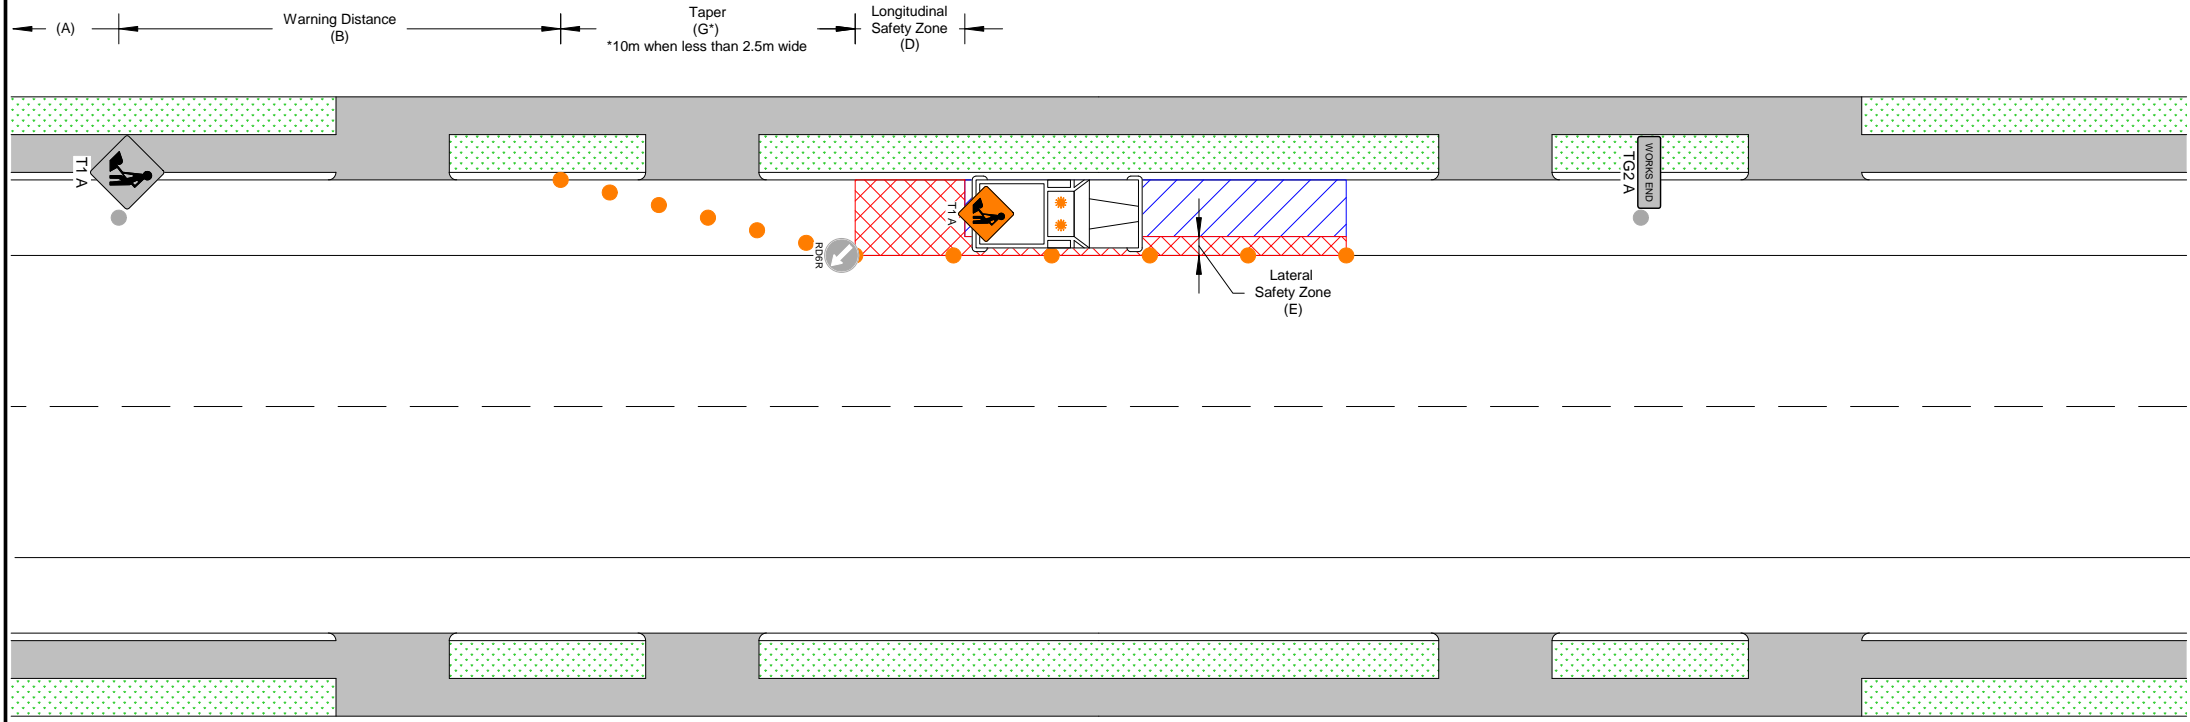 (A)
Warning Distance
(B)
Taper
(G*)
*10m when less than 2.5m wide
Longitudinal
Safety Zone
(D)
T1 A
RD6R
T1 A
WORKS END
TG2 A
Lateral
Safety Zone
(E)